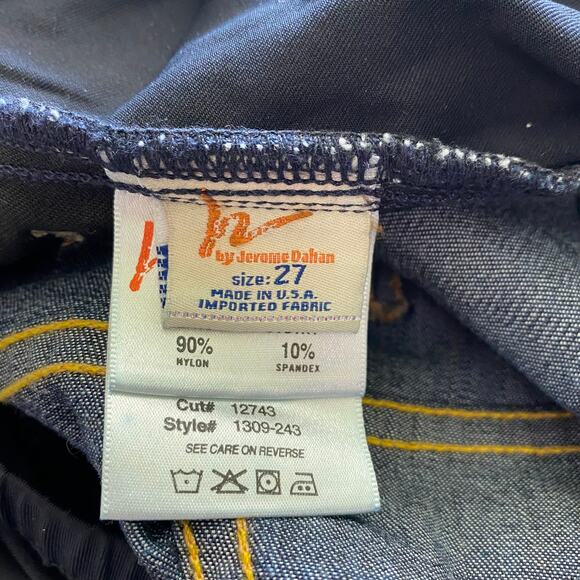 by Jerome Dahan
size: 27
MADE IN U.S.A.
IMPORTED FABRIC
90% 10%
NYLON SPANDEX
Cut# 12743
Style# 1309-243
SEE CARE ON REVERSE